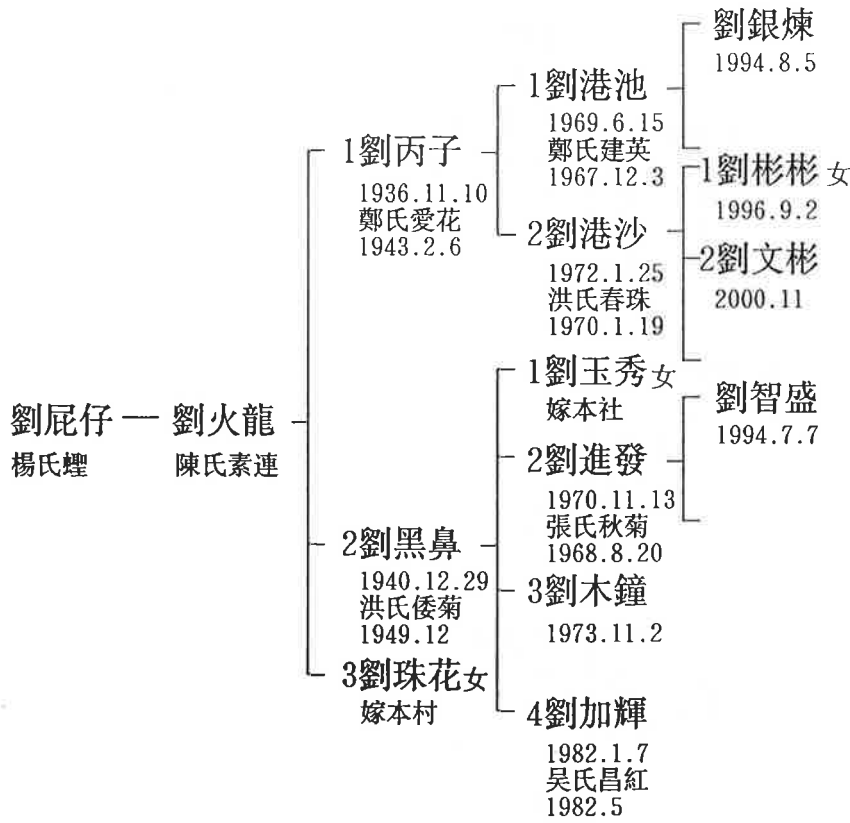 劉屁仔
楊氏蟶
劉火龍
陳氏素連
1劉丙子
1936.11.10
鄭氏愛花
1943.2.6
2劉黑鼻
1940.12.29
洪氏倭菊
1949.12
3劉珠花女
嫁本村
1劉港池
1969.6.15
鄭氏建英
1967.12.3
2劉港沙
1972.1.25
洪氏春珠
1970.1.19
1劉玉秀女
嫁本社
2劉進發
1970.11.13
張氏秋菊
1968.8.20
3劉木鐘
1973.11.2
4劉加輝
1982.1.7
吴氏昌紅
1982.5
劉銀煉
1994.8.5
1劉彬彬女
1996.9.2
2劉文彬
2000.11
劉智盛
1994.7.7